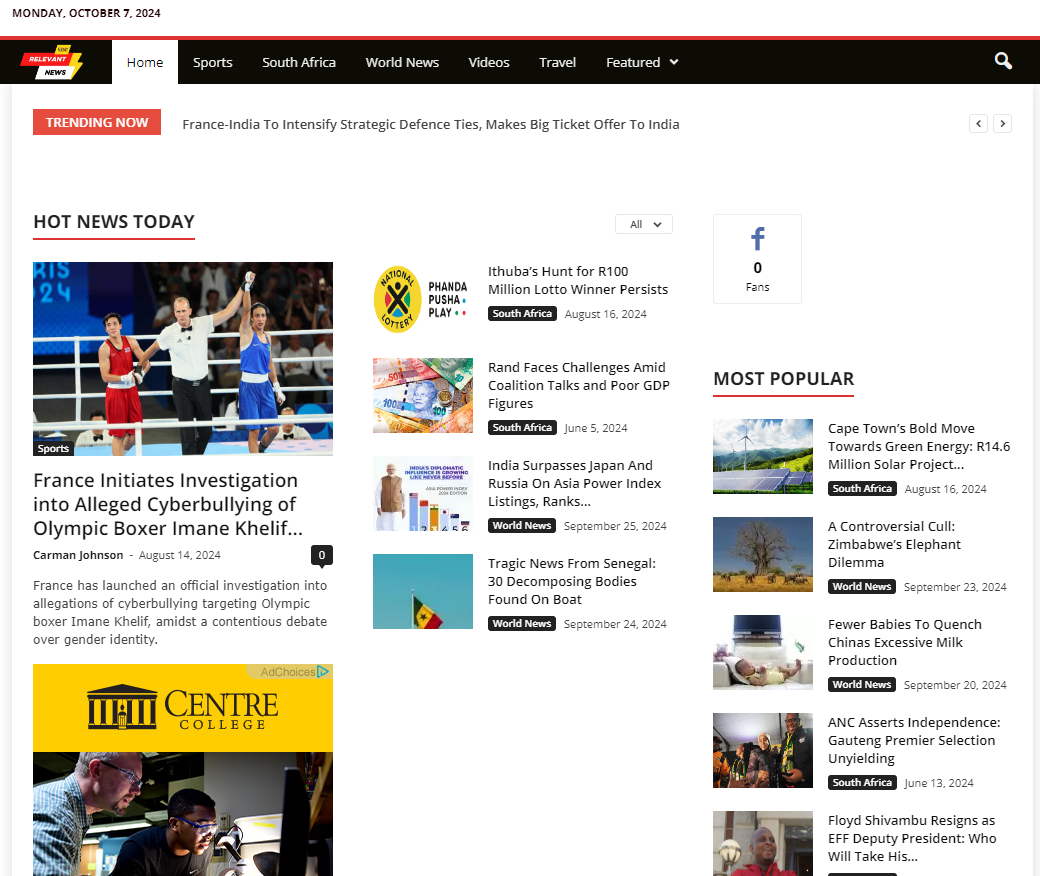 MONDAY, OCTOBER 7, 2024
RELEVANT
NEWS
Home
Sports
South Africa
World News
Videos
Travel
Featured
TRENDING NOW
France-India To Intensify Strategic Defence Ties, Makes Big Ticket Offer To India
HOT NEWS TODAY
All
Sports
France Initiates Investigation
into Alleged Cyberbullying of
Olympic Boxer Imane Khelif...
Carman Johnson - August 14, 2024
0
France has launched an official investigation into
allegations of cyberbullying targeting Olympic
boxer Imane Khelif, amidst a contentious debate
over gender identity.
AdChoices
CENTRE
COLLEGE
NATIONAL
LOTTERY
PHANDA
PUSHA
PLAY
Ithuba's Hunt for R100
Million Lotto Winner Persists
South Africa August 16, 2024
Rand Faces Challenges Amid
Coalition Talks and Poor GDP
Figures
South Africa June 5, 2024
INDIA'S DIPLOMATIC
INFLUENCE IS GROWING
LIKE NEVER BEFORE
ASIA POWER INDEX
2024 EDITION
India Surpasses Japan And
Russia On Asia Power Index
Listings, Ranks...
World News September 25, 2024
Tragic News From Senegal:
30 Decomposing Bodies
Found On Boat
World News September 24, 2024
0
Fans
MOST POPULAR
Cape Town's Bold Move
Towards Green Energy: R14.6
Million Solar Project...
South Africa August 16, 2024
A Controversial Cull:
Zimbabwe's Elephant
Dilemma
World News September 23, 2024
Fewer Babies To Quench
Chinas Excessive Milk
Production
World News September 20, 2024
ANC Asserts Independence:
Gauteng Premier Selection
Unyielding
South Africa June 13, 2024
Floyd Shivambu Resigns as
EFF Deputy President: Who
Will Take His...